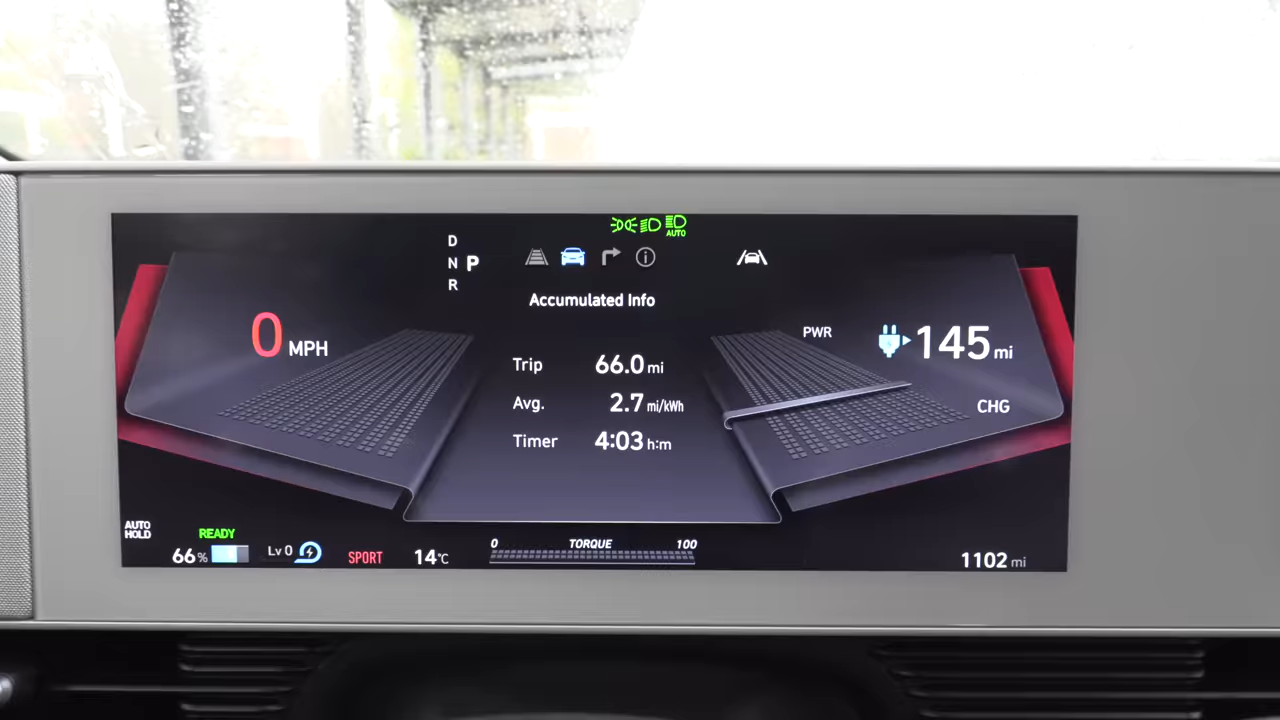 AUTO
D
N P
R
Accumulated Info
0 MPH
PWR
145 mi
Trip 66.0 mi
Avg. 2.7 mi/kWh
CHG
Timer 4:03 h:m
AUTO
HOLD
READY
66% Lv 0 SPORT 14°C
0 TORQUE 100
1102 mi